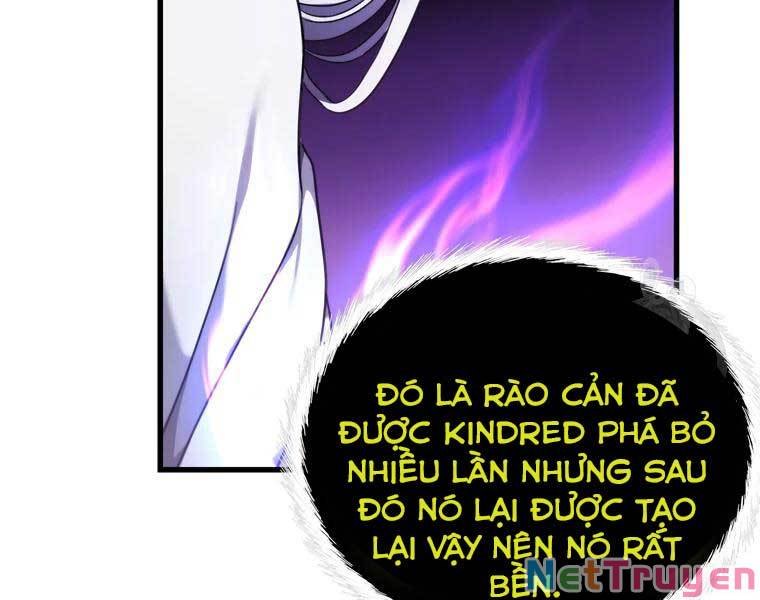 ĐÓ LÀ RÀO CẢN ĐÃ
ĐƯỢC KINDRED PHÁ BỎ
NHIỀU LẦN NHƯNG SAU
ĐÓ NÓ LẠI ĐƯỢC TẠO
LẠI VẬY NÊN NÓ RẤT
BỀN.
NetTruyen